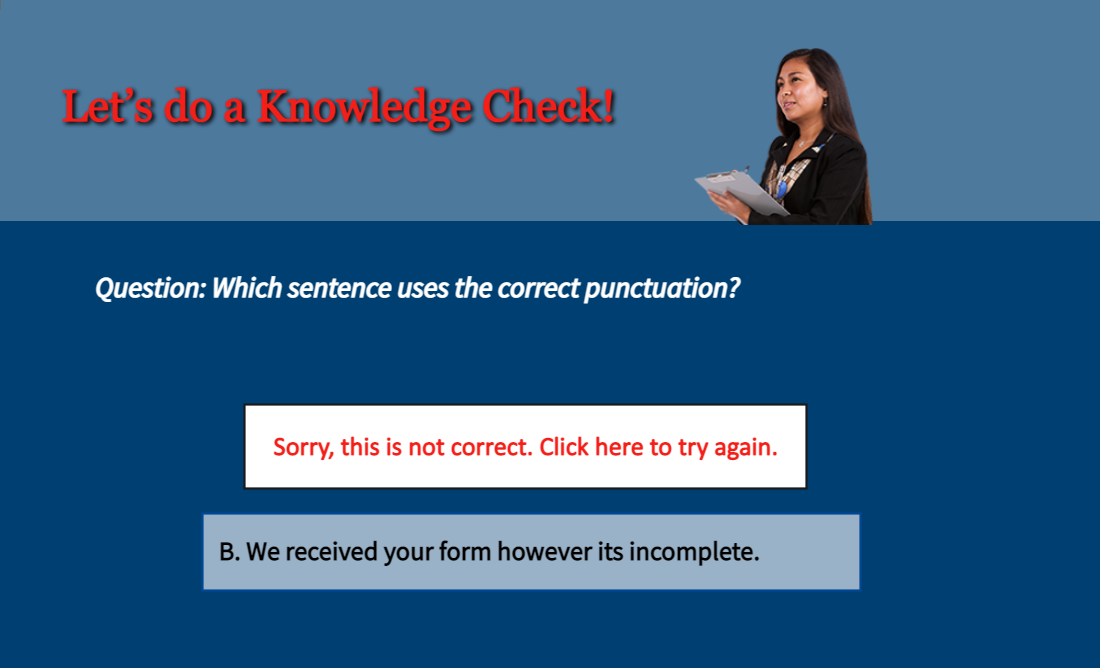 Let’s do a Knowledge Check!
Question: Which sentence uses the correct punctuation?
Sorry, this is not correct. Click here to try again.
B. We received your form however its incomplete.